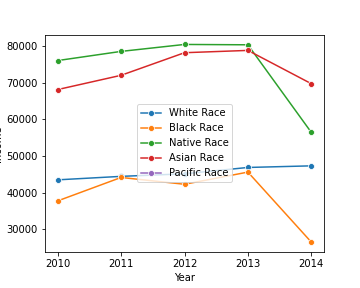 80000
70000
60000
50000
40000
30000
White Race
Black Race
Native Race
Asian Race
Pacific Race
2010 2011 2012 2013 2014
Year